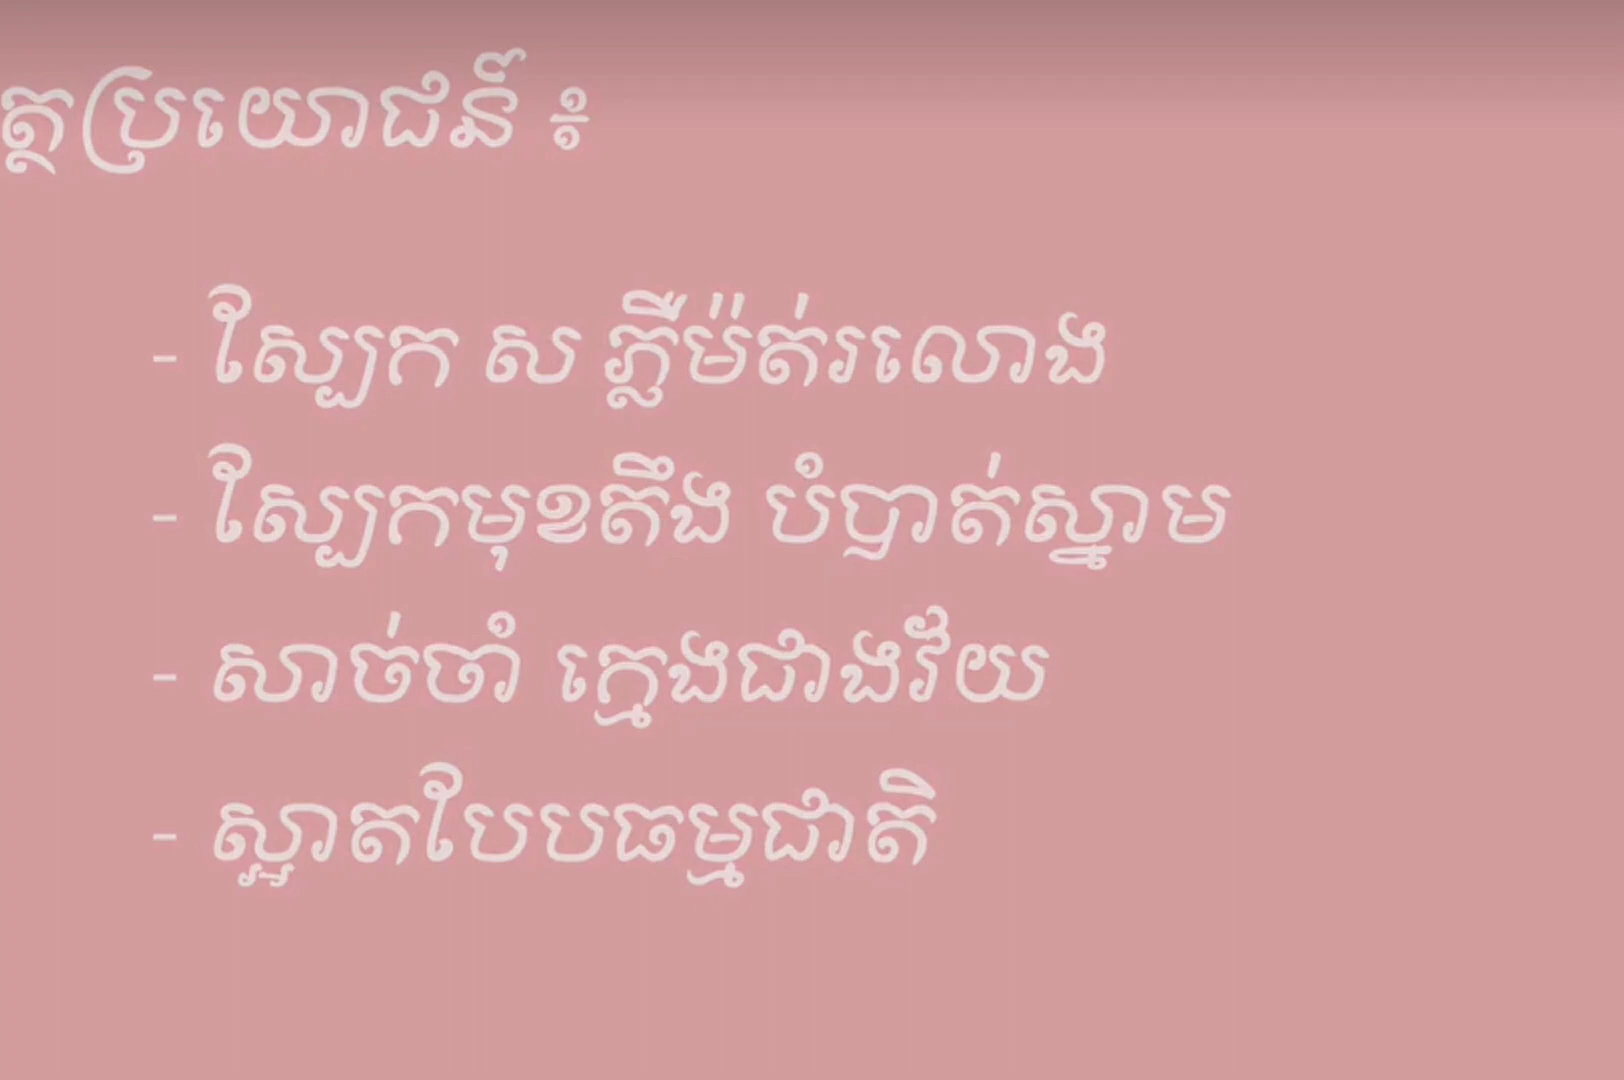 ត្ថប្រយោជន៍ ៖
- ស្បែក ស ភ្លឺម៉ត់រលោង
- ស្បែកមុខតឹង បំបាត់ស្នាម
- សាច់ចាំ ក្មេងជាងវ័យ
- ស្អាតបែបធម្មជាតិ